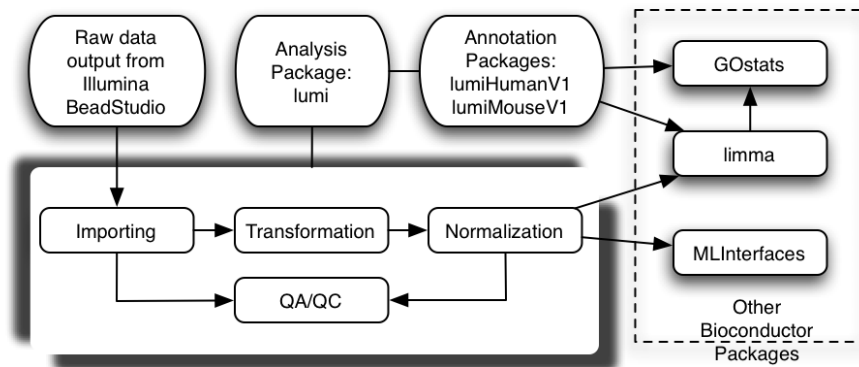 Raw data
output from
Illumina
BeadStudio
Analysis
Package:
lumi
Annotation
Packages:
lumiHumanV1
lumiMouseV1
GOstats
limma
Importing
Transformation
Normalization
MLInterfaces
QA/QC
Other
Bioconductor
Packages